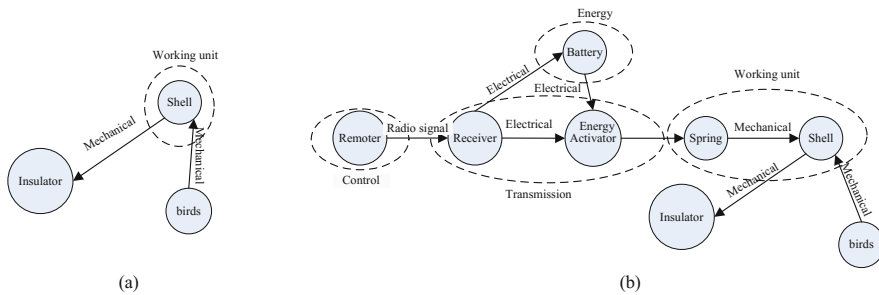 Working unit
Shell
Mechanical
Mechanical
Insulator
birds
(a)
Energy
Battery
Electrical
Electrical
Working unit
Remoter
Radio signal
Receiver
Electrical
Energy
Activator
Spring
Mechanical
Shell
Control
Transmission
Mechanical
Mechanical
Insulator
birds
(b)